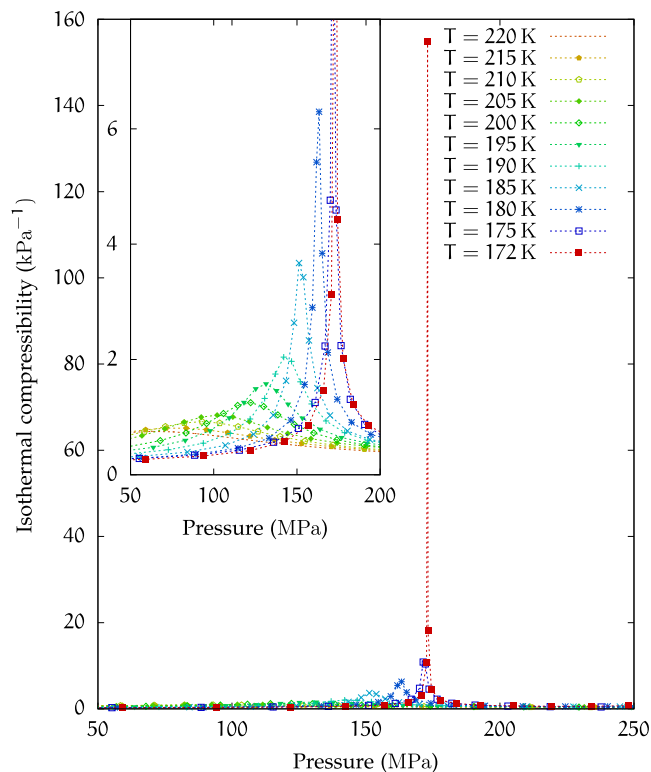 160
140
120
100
80
60
40
20
0
50
100
150
200
250
Isothermal compressibility (kPa−1)
Pressure (MPa)
6
4
2
0
50
100
150
200
Pressure (MPa)
T = 220 K
T = 215 K
T = 210 K
T = 205 K
T = 200 K
T = 195 K
T = 190 K
T = 185 K
T = 180 K
T = 175 K
T = 172 K